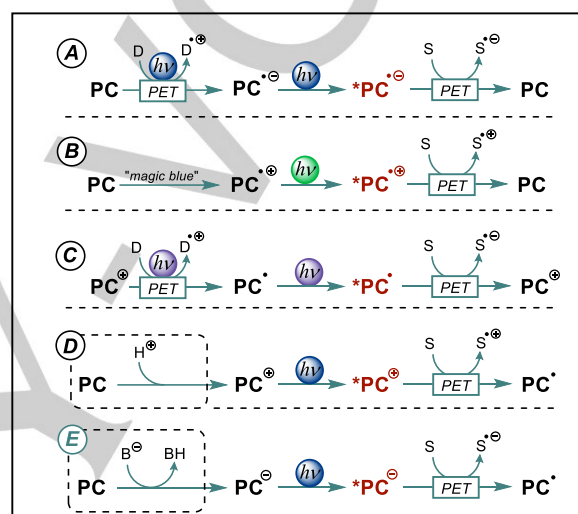 A PC D hν PET D•⊕ PC•⊖ hν *PC•⊖ S PET S•⊖ PC
B PC "magic blue" PC•⊕ hν *PC•⊕ S PET S•⊕ PC
C PC⊕ D hν PET D•⊕ PC• hν *PC• S PET S•⊖ PC⊕
D PC H⊕ PC⊕ hν *PC⊕ S PET S•⊕ PC•
E PC B⊖ BH PC⊖ hν *PC⊖ S PET S•⊖ PC•